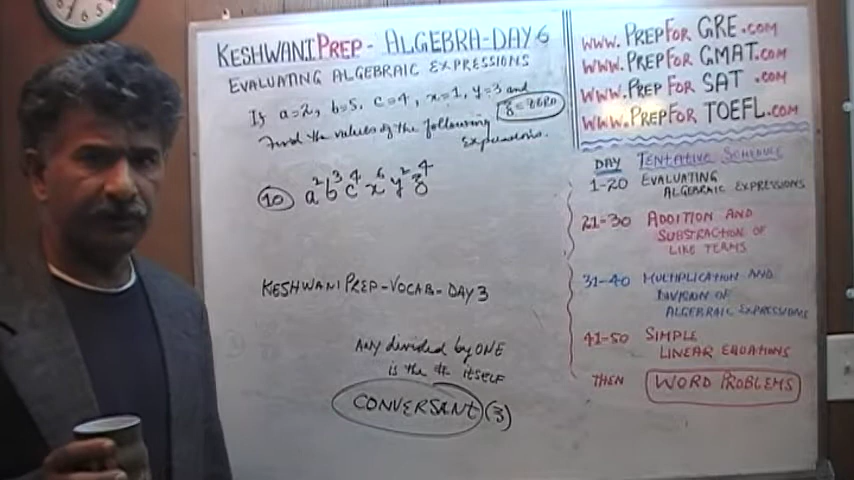 KESHWANI PREP - ALGEBRA - DAY 6
EVALUATING ALGEBRAIC EXPRESSIONS
If a=2, b=5, c=4, x=1, y=3 and z = ZERO
Find the values of the following
Expressions.
10 a²b³c⁴x⁶y²z⁴
KESHWANI PREP - VOCAB - DAY 3
Any divided by ONE
is the # ITSELF
CONVERSANT (3)
WWW.PREPFOR GRE.COM
WWW.PREPFOR GMAT.COM
WWW.PREP FOR SAT.COM
WWW.PREPFOR TOEFL.COM
DAY TENTATIVE SCHEDULE
1-20 EVALUATING
ALGEBRAIC EXPRESSIONS
21-30 ADDITION AND
SUBSTRACTION OF
LIKE TERMS
31-40 MULTIPLICATION AND
DIVISION OF
ALGEBRAIC EXPRESSIONS
41-50 SIMPLE
LINEAR EQUATIONS
THEN WORD PROBLEMS